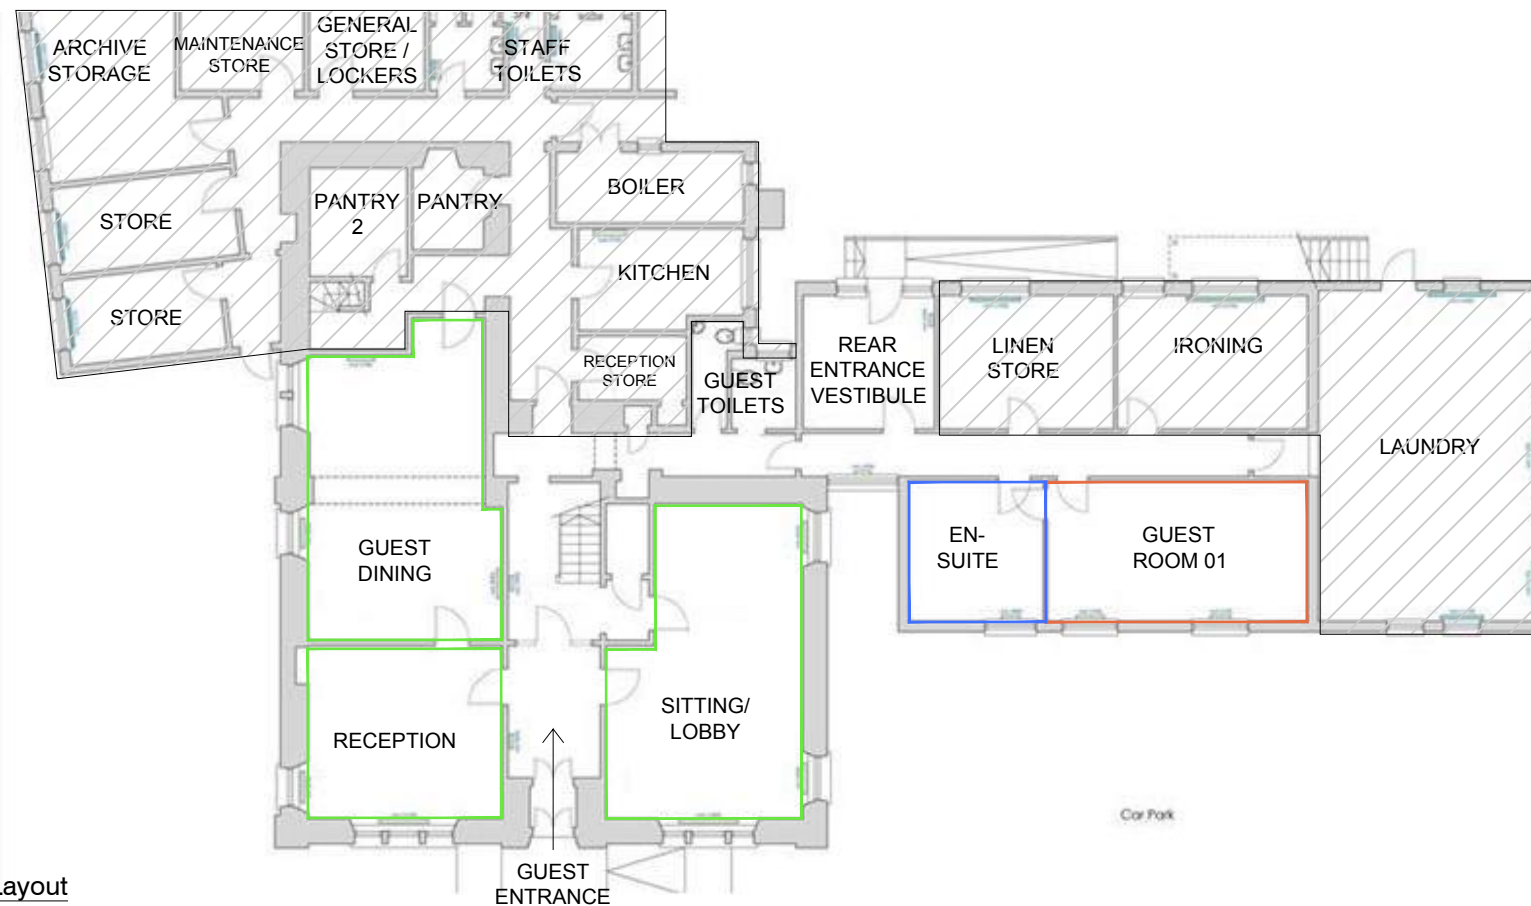 ARCHIVE
STORAGE
MAINTENANCE
STORE
GENERAL
STORE /
LOCKERS
STAFF
TOILETS
STORE
PANTRY
2
PANTRY
BOILER
KITCHEN
STORE
RECEPTION
STORE
GUEST
TOILETS
REAR
ENTRANCE
VESTIBULE
LINEN
STORE
IRONING
LAUNDRY
GUEST
DINING
EN-
SUITE
GUEST
ROOM 01
RECEPTION
SITTING/
LOBBY
Car Park
GUEST
ENTRANCE
Layout